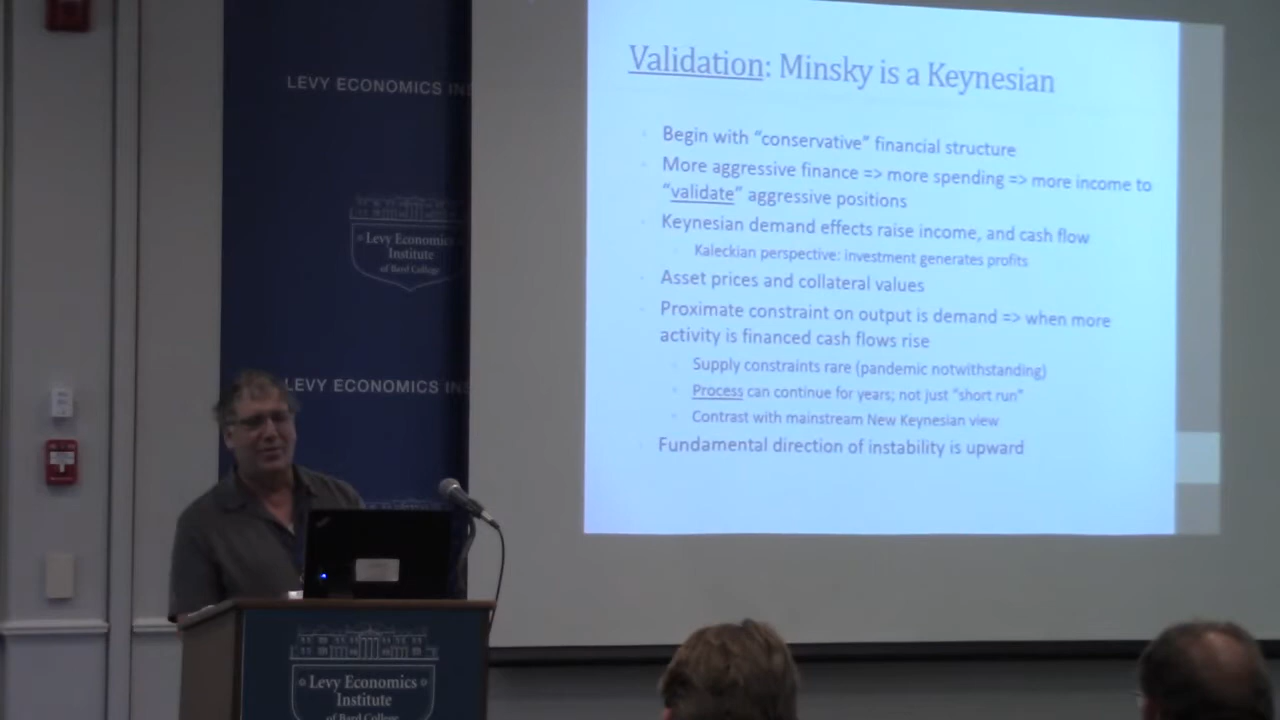 LEVY ECONOMICS IN
Levy Economics
Institute
of Bard College
LEVY ECONOMICS INS
Levy Economics
Institute
of Bard College
Validation: Minsky is a Keynesian
Begin with “conservative” financial structure
More aggressive finance => more spending => more income to
“validate” aggressive positions
Keynesian demand effects raise income, and cash flow
Kaleckian perspective: investment generates profits
Asset prices and collateral values
Proximate constraint on output is demand => when more
activity is financed cash flows rise
Supply constraints rare (pandemic notwithstanding)
Process can continue for years; not just “short run”
Contrast with mainstream New Keynesian view
Fundamental direction of instability is upward